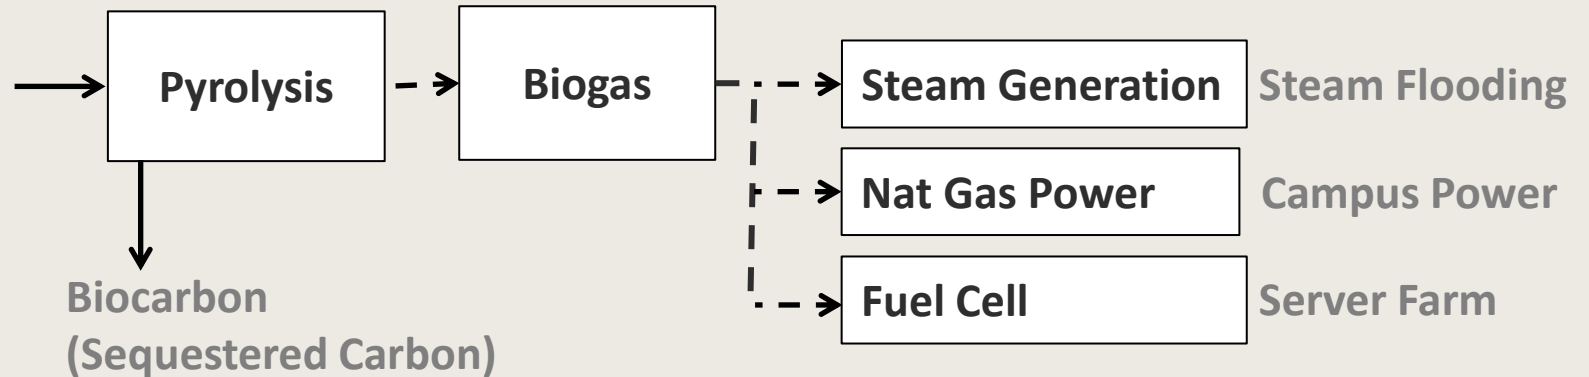 Pyrolysis
Biogas
Steam Generation
Steam Flooding
Nat Gas Power
Campus Power
Fuel Cell
Server Farm
Biocarbon
(Sequestered Carbon)